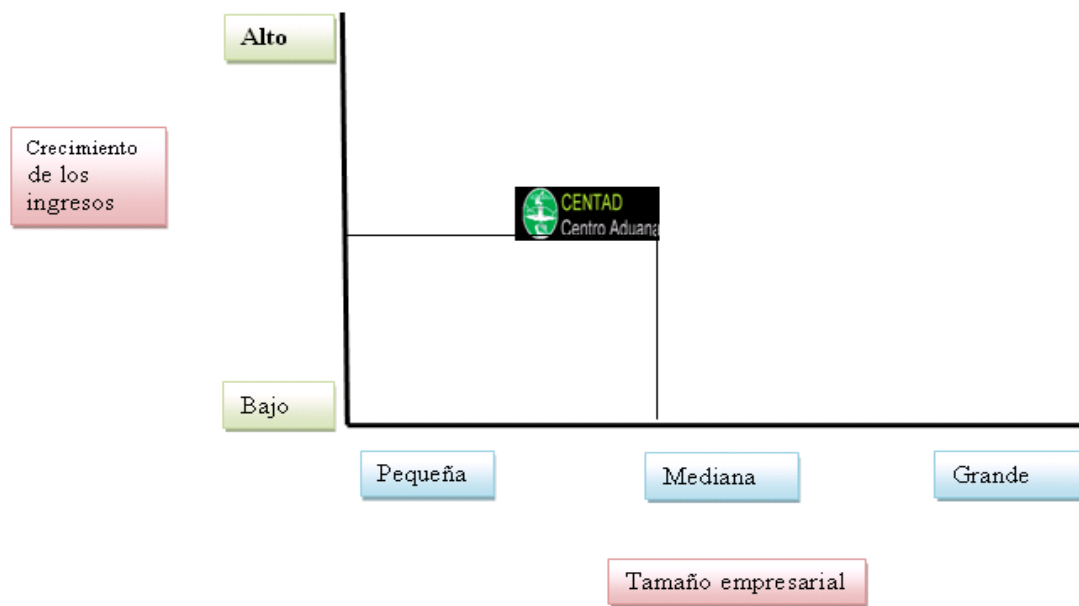 Alto
Crecimiento
de los
ingresos
CENTAD
Centro Aduana
Bajo
Pequeña
Mediana
Grande
Tamaño empresarial